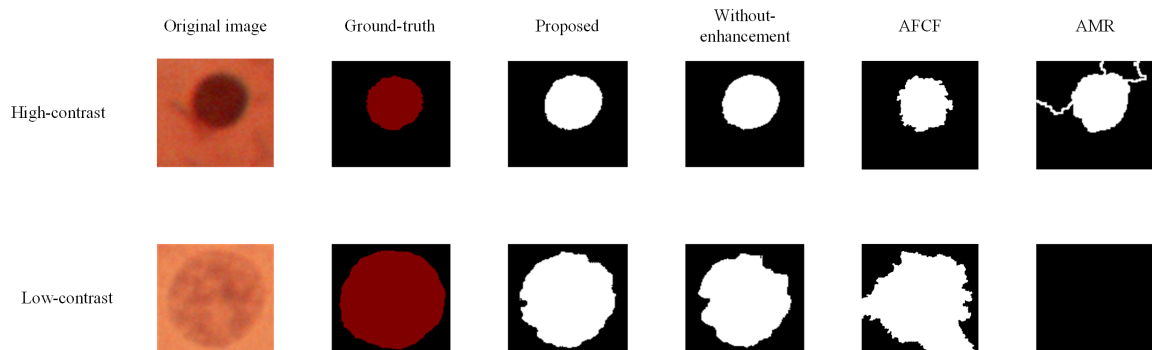 Original image
Ground-truth
Proposed
Without-
enhancement
AFCF
AMR
High-contrast
Low-contrast